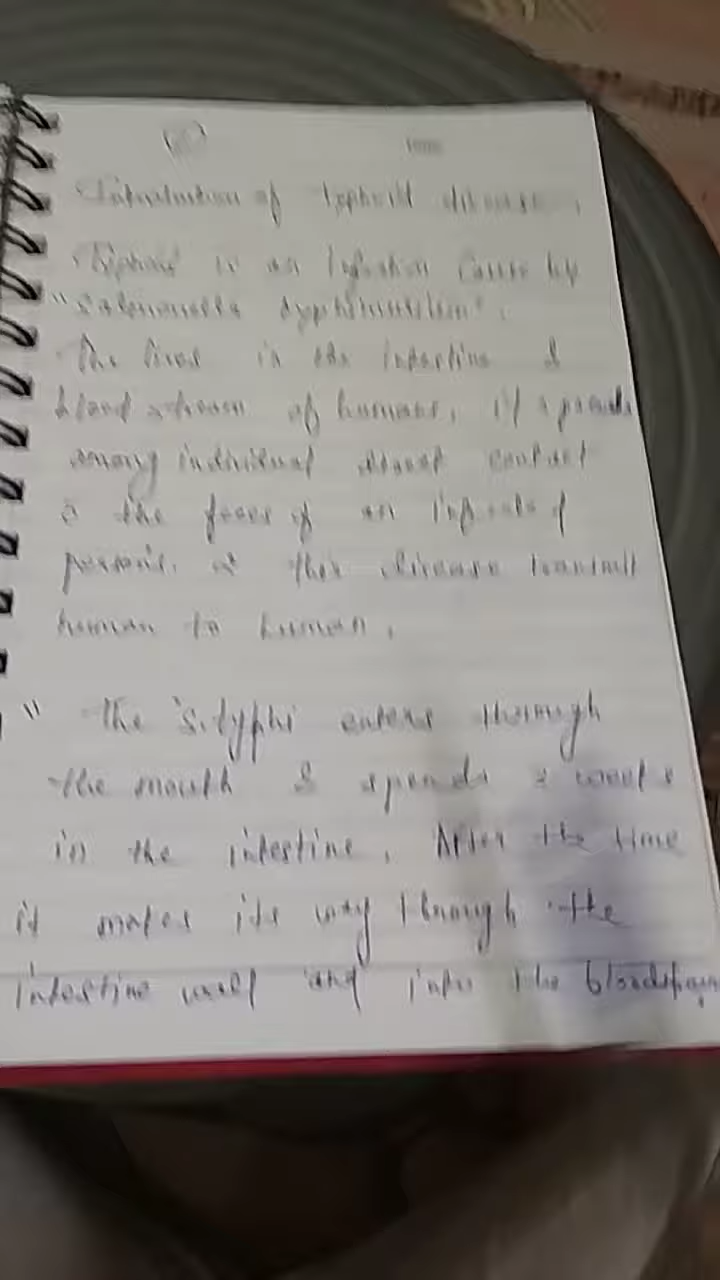 Introduction of Typhoid disease.
Typhoid is an Infection Cause by
"Salmonella
The lives in the intestine &
blood stream of humans, it spreads
among individual direct contact
the feces of an infected
persons. & this disease transmit
human to human.
" The S.typhi enters through
the mouth & spends 2 weeks
in the intestine. After the time
it makes its way through the
intestine wall and into the